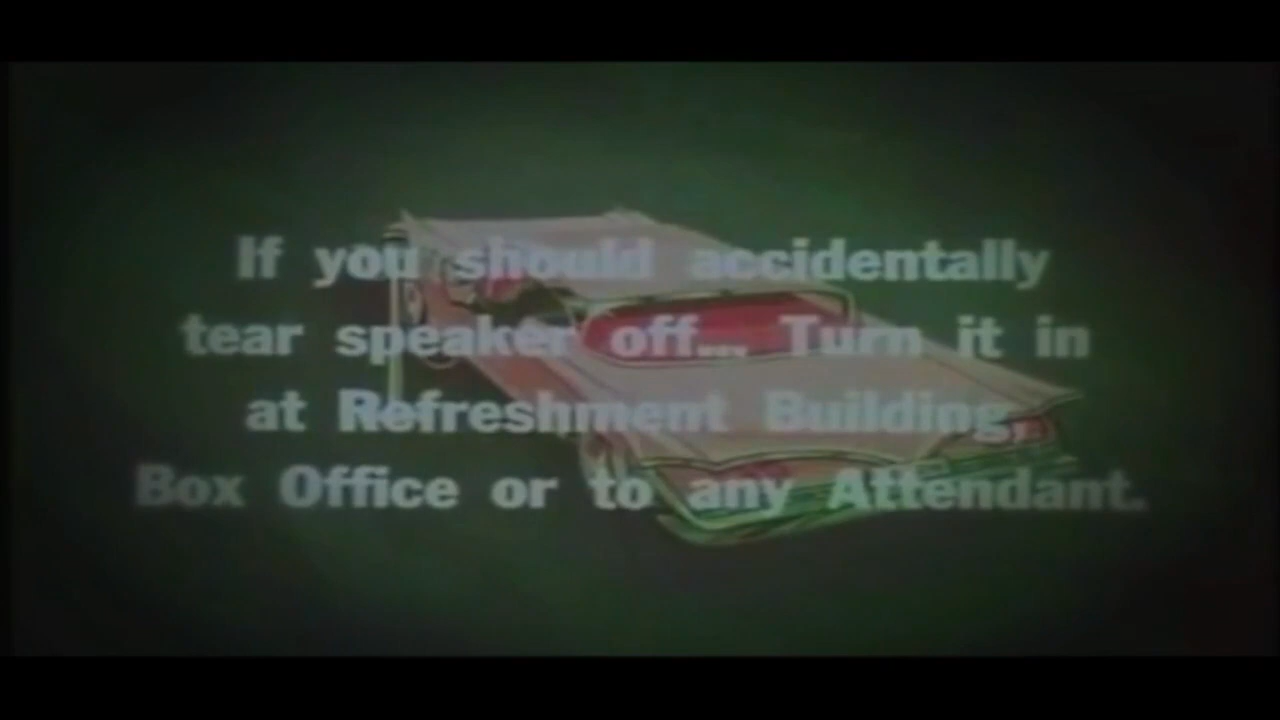 If you should accidentally
tear speaker off... Turn it in
at Refreshment Building,
Box Office or to any Attendant.